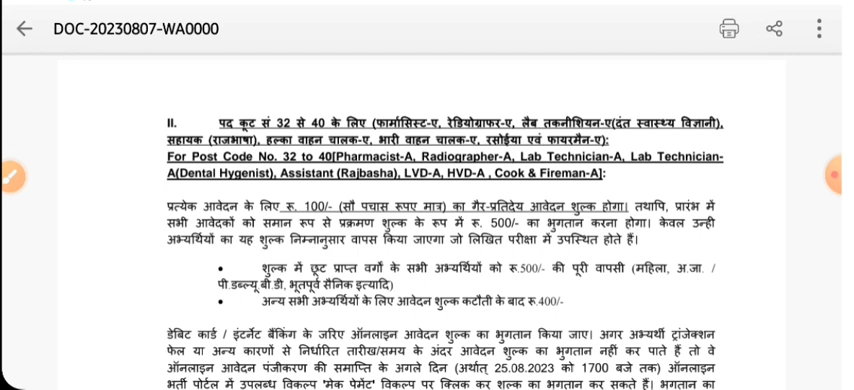 DOC-20230807-WA0000
II. पद कूट सं 32 से 40 के लिए (फार्मासिस्ट-ए, रेडियोग्राफर-ए, लैब तकनीशियन-ए(दंत स्वास्थ्य विज्ञानी),
सहायक (राजभाषा), हल्का वाहन चालक-ए, भारी वाहन चालक-ए, रसोईया एवं फायरमैन-ए):
For Post Code No. 32 to 40[Pharmacist-A, Radiographer-A, Lab Technician-A, Lab Technician-
A(Dental Hygenist), Assistant (Rajbasha), LVD-A, HVD-A , Cook & Fireman-A]:
प्रत्येक आवेदन के लिए रू. 100/- (सौ पचास रूपए मात्र) का गैर-प्रतिदेय आवेदन शुल्क होगा। तथापि, प्रारंभ में
सभी आवेदकों को समान रूप से प्रक्रमण शुल्क के रूप में रू. 500/- का भुगतान करना होगा। केवल उन्ही
अभ्यर्थियों का यह शुल्क निम्नानुसार वापस किया जाएगा जो लिखित परीक्षा में उपस्थित होते हैं।
• शुल्क में छूट प्राप्त वर्गों के सभी अभ्यर्थियों को रू.500/- की पूरी वापसी (महिला, अ.जा. /
पी.डब्ल्यू.बी.डी, भूतपूर्व सैनिक इत्यादि)
• अन्य सभी अभ्यर्थियों के लिए आवेदन शुल्क कटौती के बाद रू.400/-
डेबिट कार्ड / इंटर्नेट बैंकिंग के जरिए ऑनलाइन आवेदन शुल्क का भुगतान किया जाए। अगर अभ्यर्थी ट्रांजेक्शन
फेल या अन्य कारणों से निर्धारित तारीख/समय के अंदर आवेदन शुल्क का भुगतान नहीं कर पाते हैं तो वे
ऑनलाइन आवेदन पंजीकरण की समाप्ति के अगले दिन (अर्थात् 25.08.2023 को 1700 बजे तक) ऑनलाइन
भर्ती पोर्टल में उपलब्ध विकल्प 'मेक पेमेंट' विकल्प पर क्लिक कर शुल्क का भुगतान कर सकते हैं। भुगतान का